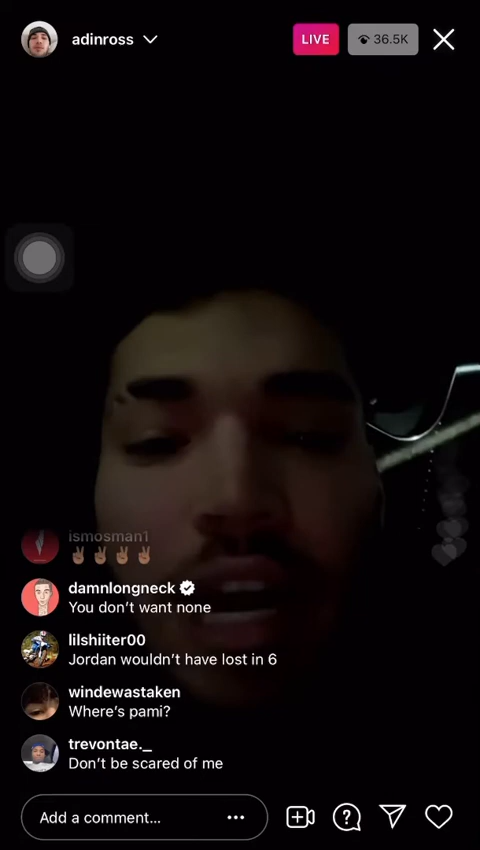 adinross
LIVE
36.5K
ismosman1
✌🏽✌🏽✌🏽✌🏽
damnlongneck
You don't want none
lilshiiter00
Jordan wouldn't have lost in 6
windewastaken
Where's pami?
trevontae._
Don't be scared of me
Add a comment...